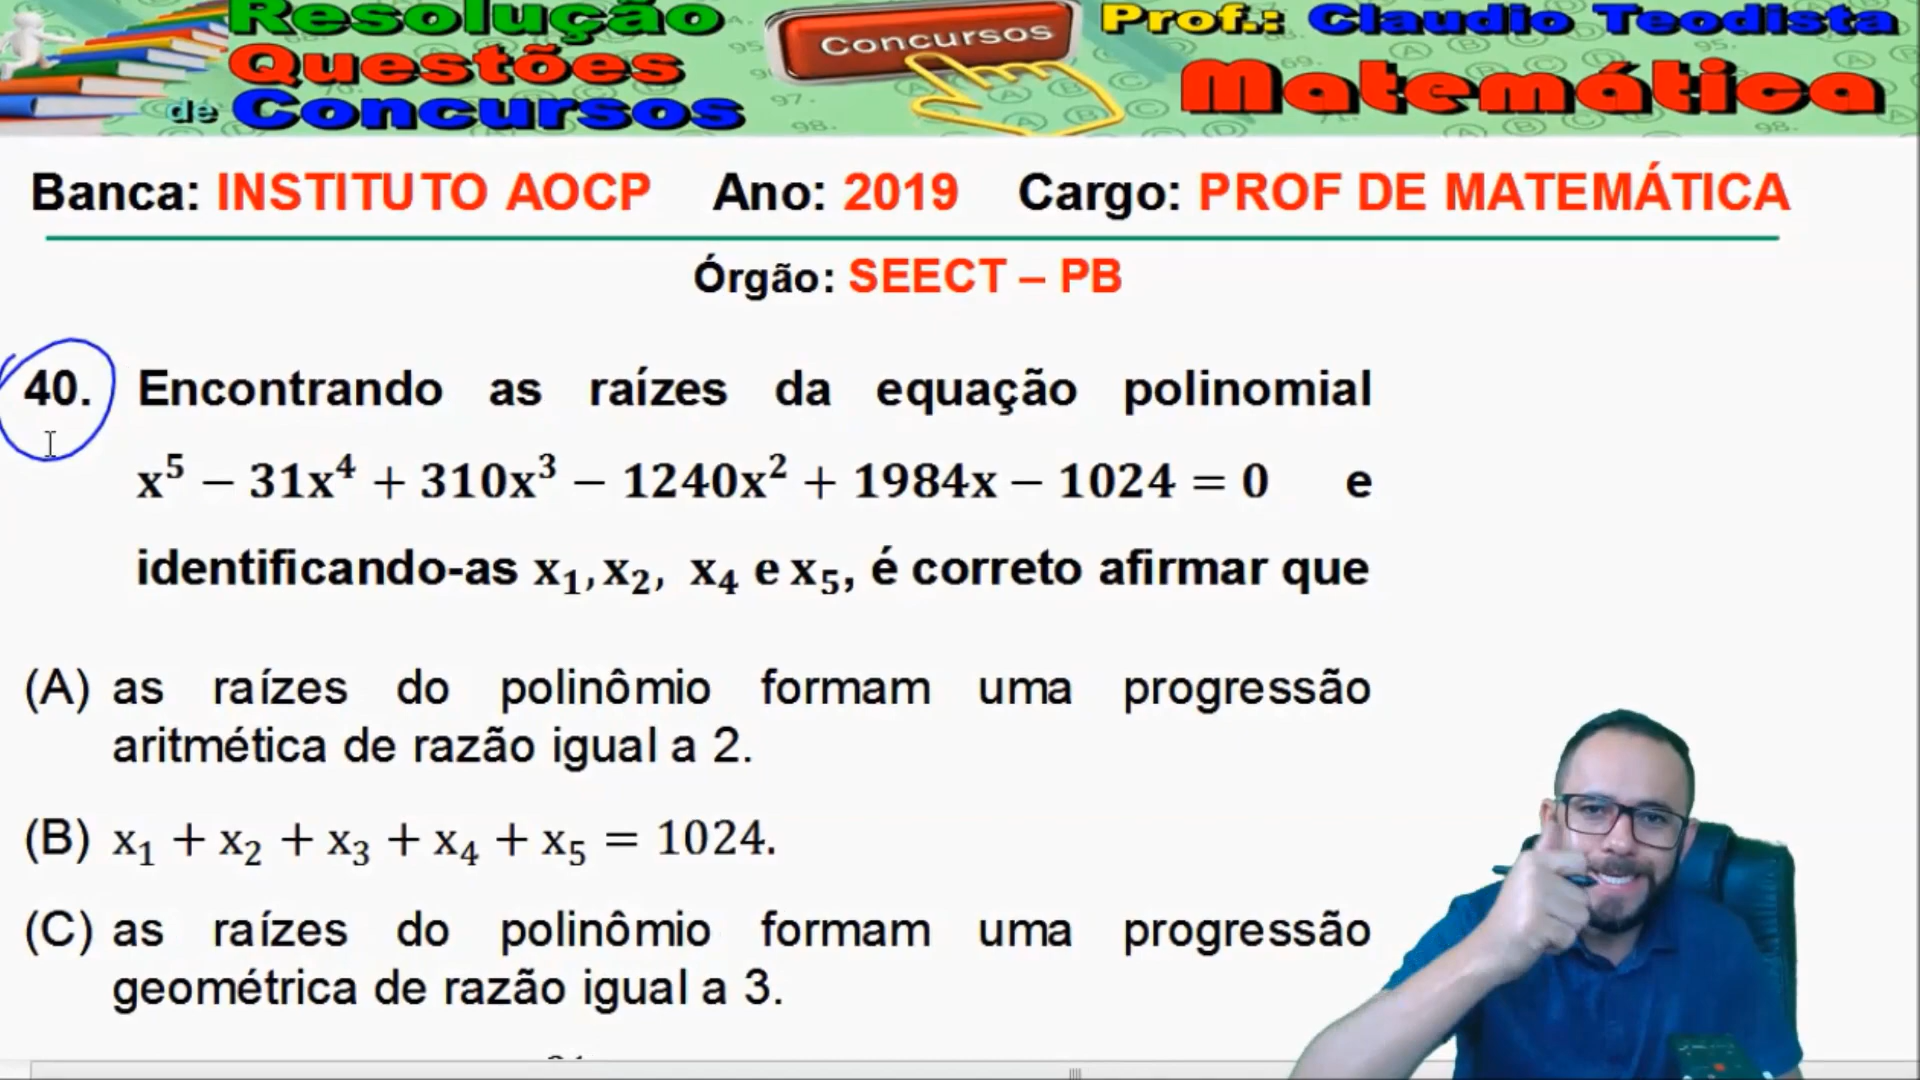 Resolução
Questões
de Concursos
Concursos
Prof.: Claudio Teodista
Matemática
Banca: INSTITUTO AOCP Ano: 2019 Cargo: PROF DE MATEMÁTICA
Órgão: SEECT – PB
40. Encontrando as raízes da equação polinomial
x⁵ − 31x⁴ + 310x³ − 1240x² + 1984x − 1024 = 0 e
identificando-as x₁, x₂, x₄ e x₅, é correto afirmar que
(A) as raízes do polinômio formam uma progressão
aritmética de razão igual a 2.
(B) x₁ + x₂ + x₃ + x₄ + x₅ = 1024.
(C) as raízes do polinômio formam uma progressão
geométrica de razão igual a 3.